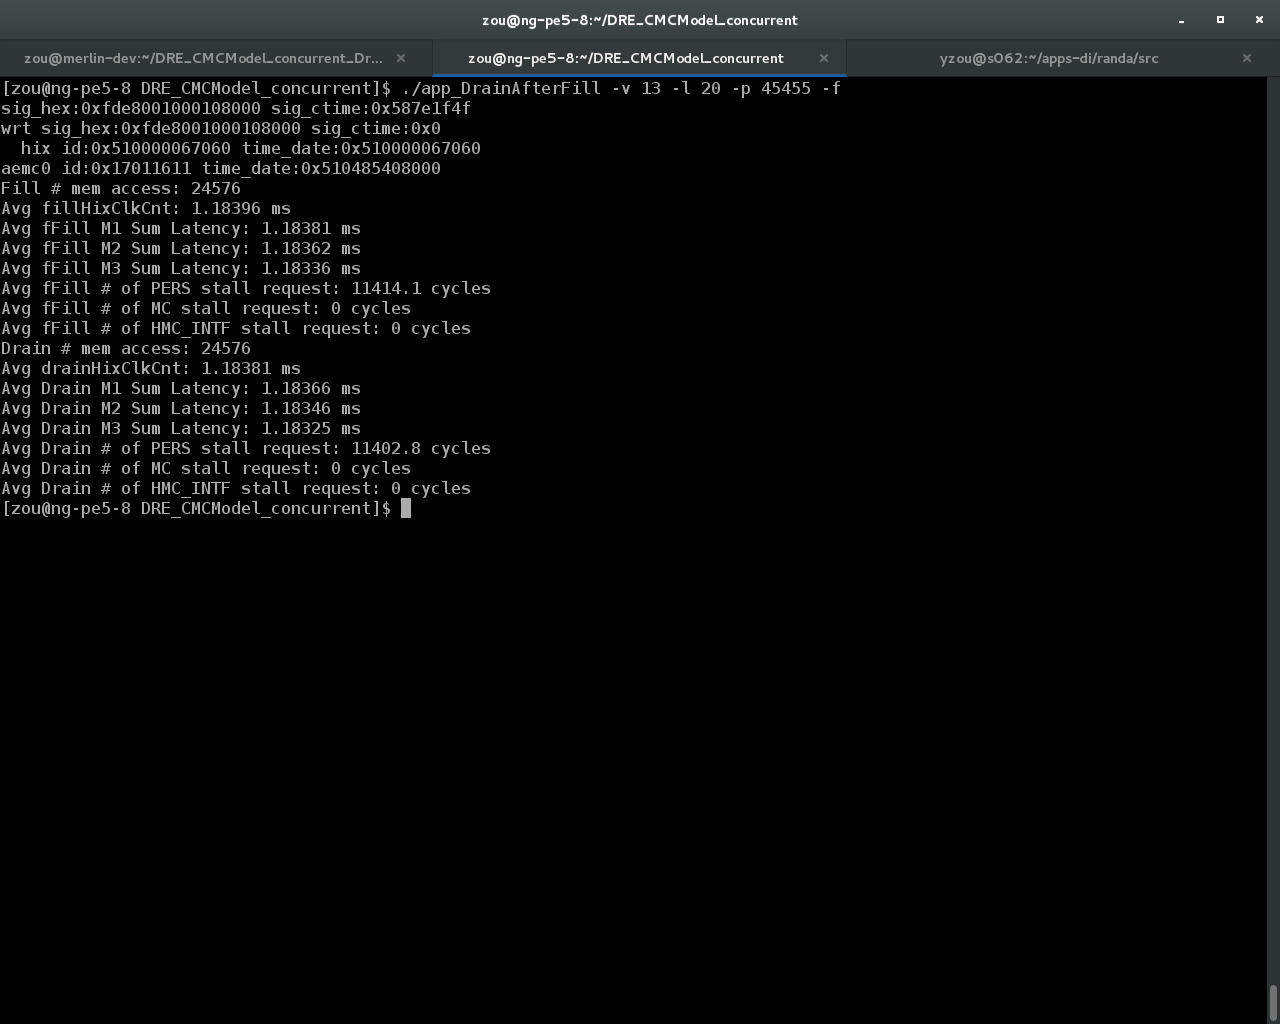 zou@ng-pe5-8:~/DRE_CMCModel_concurrent
zou@merlin-dev:~/DRE_CMCModel_concurrent_Dr... zou@ng-pe5-8:~/DRE_CMCModel_concurrent yzou@s062:~/apps-di/randa/src
[zou@ng-pe5-8 DRE_CMCModel_concurrent]$ ./app_DrainAfterFill -v 13 -l 20 -p 45455 -f
sig_hex:0xfde8001000108000 sig_ctime:0x587e1f4f
wrt sig_hex:0xfde8001000108000 sig_ctime:0x0
  hix id:0x510000067060 time_date:0x510000067060
aemc0 id:0x17011611 time_date:0x510485408000
Fill # mem access: 24576
Avg fillHixClkCnt: 1.18396 ms
Avg fFill M1 Sum Latency: 1.18381 ms
Avg fFill M2 Sum Latency: 1.18362 ms
Avg fFill M3 Sum Latency: 1.18336 ms
Avg fFill # of PERS stall request: 11414.1 cycles
Avg fFill # of MC stall request: 0 cycles
Avg fFill # of HMC_INTF stall request: 0 cycles
Drain # mem access: 24576
Avg drainHixClkCnt: 1.18381 ms
Avg Drain M1 Sum Latency: 1.18366 ms
Avg Drain M2 Sum Latency: 1.18346 ms
Avg Drain M3 Sum Latency: 1.18325 ms
Avg Drain # of PERS stall request: 11402.8 cycles
Avg Drain # of MC stall request: 0 cycles
Avg Drain # of HMC_INTF stall request: 0 cycles
[zou@ng-pe5-8 DRE_CMCModel_concurrent]$